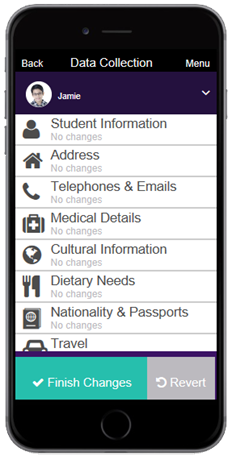 Back Data Collection Menu
Jamie
Student Information
No changes
Address
No changes
Telephones & Emails
No changes
Medical Details
No changes
Cultural Information
No changes
Dietary Needs
No changes
Nationality & Passports
No changes
Travel
Finish Changes Revert